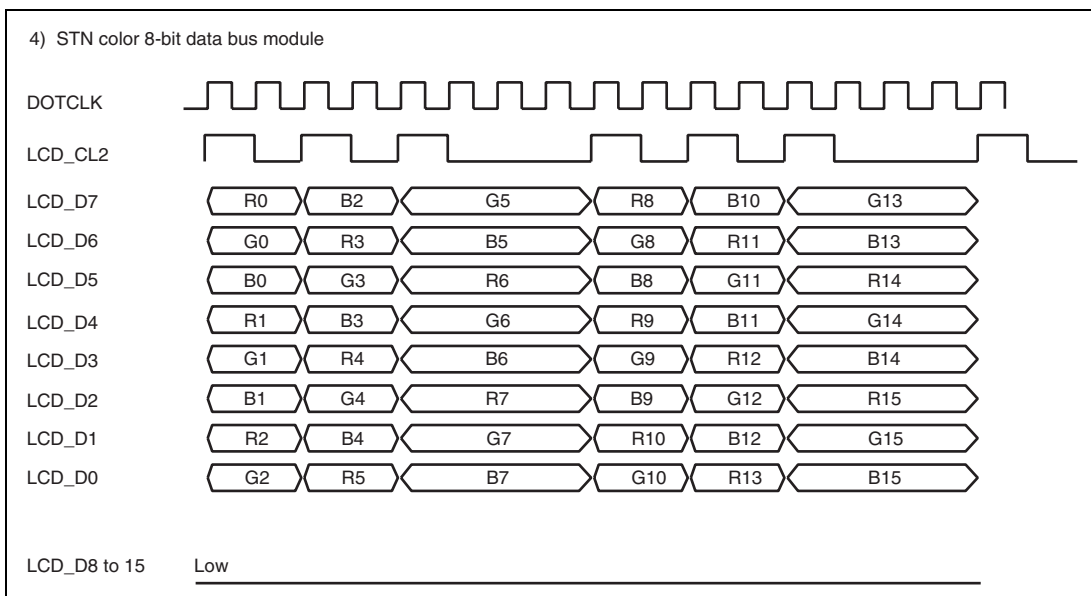 4) STN color 8-bit data bus module
DOTCLK
LCD_CL2
LCD_D7 R0 B2 G5 R8 B10 G13
LCD_D6 G0 R3 B5 G8 R11 B13
LCD_D5 B0 G3 R6 B8 G11 R14
LCD_D4 R1 B3 G6 R9 B11 G14
LCD_D3 G1 R4 B6 G9 R12 B14
LCD_D2 B1 G4 R7 B9 G12 R15
LCD_D1 R2 B4 G7 R10 B12 G15
LCD_D0 G2 R5 B7 G10 R13 B15
LCD_D8 to 15 Low